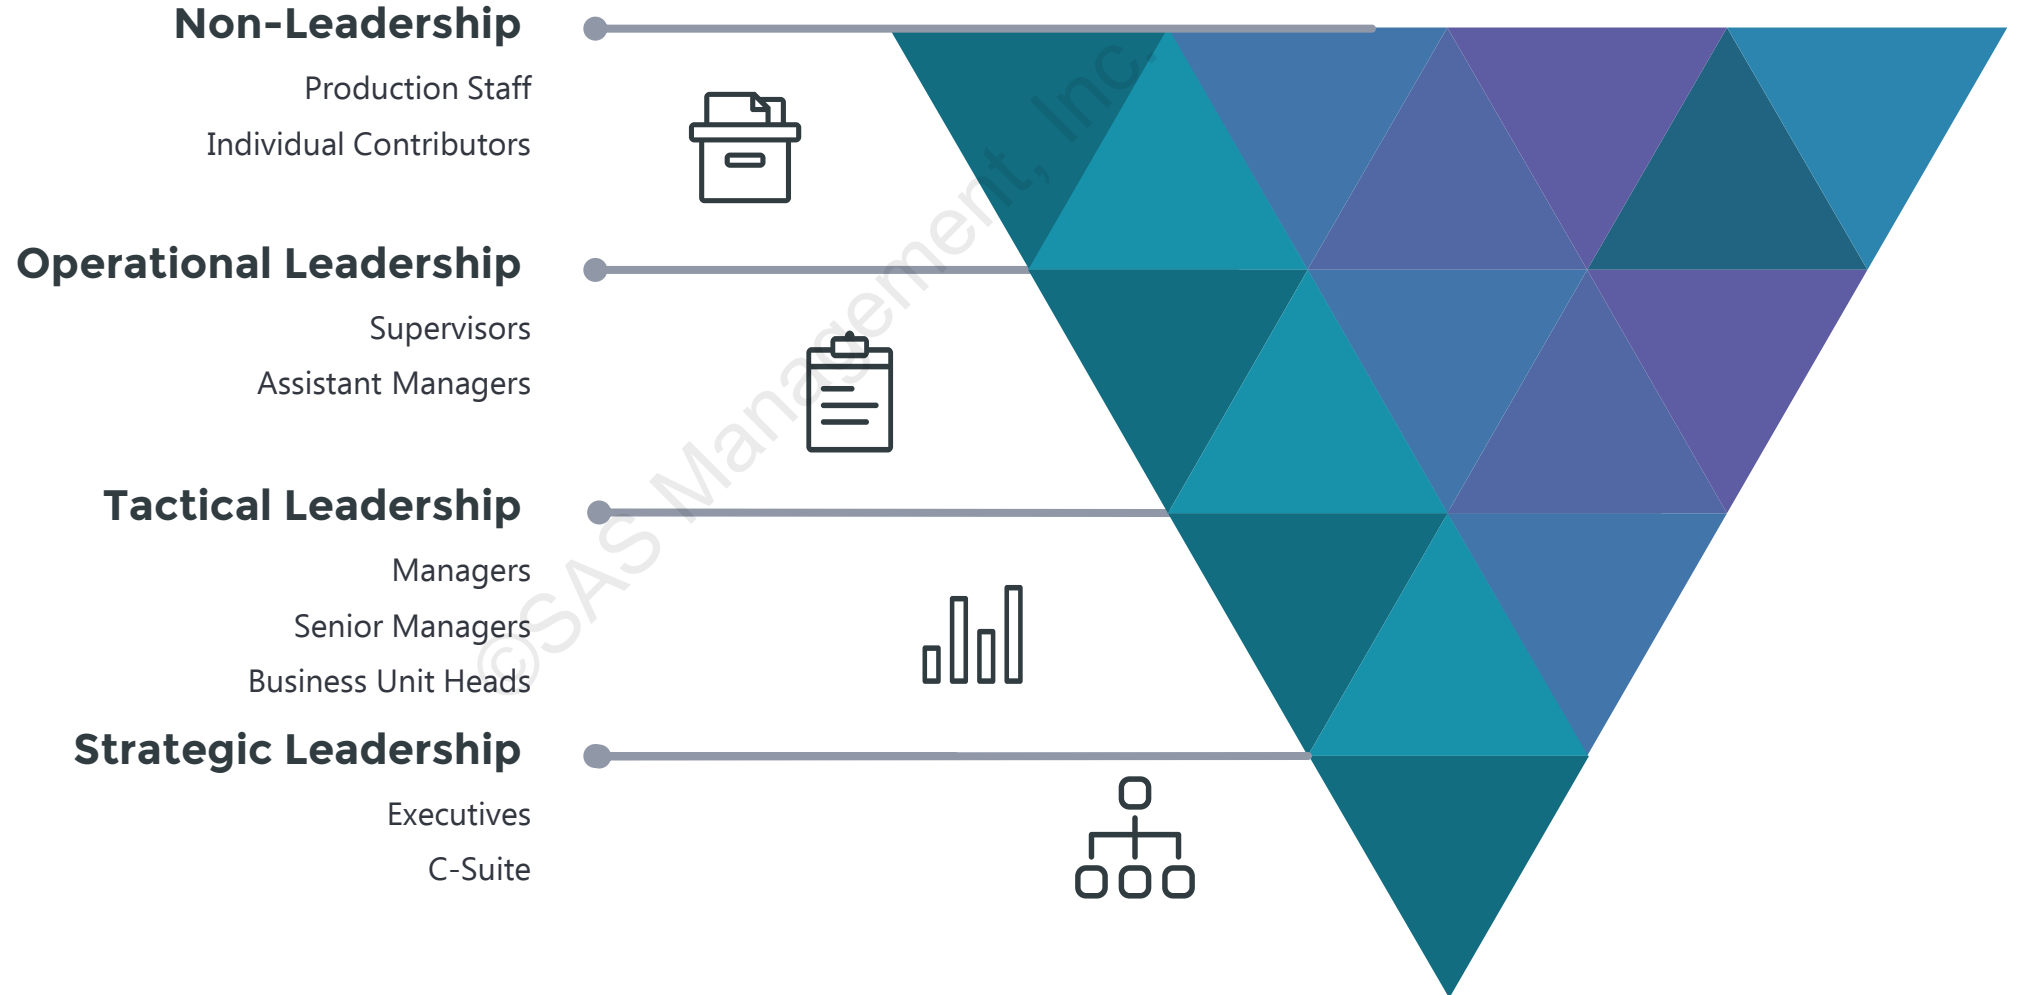 Non-Leadership
Production Staff
Individual Contributors
Operational Leadership
Supervisors
Assistant Managers
Tactical Leadership
Managers
Senior Managers
Business Unit Heads
Strategic Leadership
Executives
C-Suite
©SAS Management, Inc.